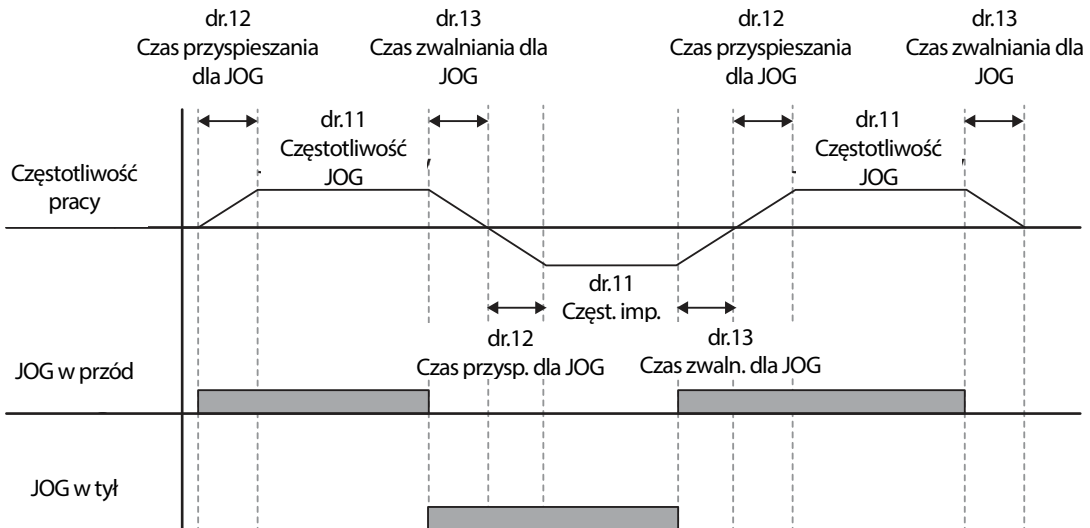 dr.12
Czas przyspieszania
dla JOG
dr.13
Czas zwalniania dla
JOG
dr.12
Czas przyspieszania
dla JOG
dr.13
Czas zwalniania dla
JOG
dr.11
Częstotliwość
JOG
dr.11
Częstotliwość
JOG
Częstotliwość
pracy
dr.11
Częst. imp.
dr.12
Czas przysp. dla JOG
dr.13
Czas zwaln. dla JOG
JOG w przód
JOG w tył